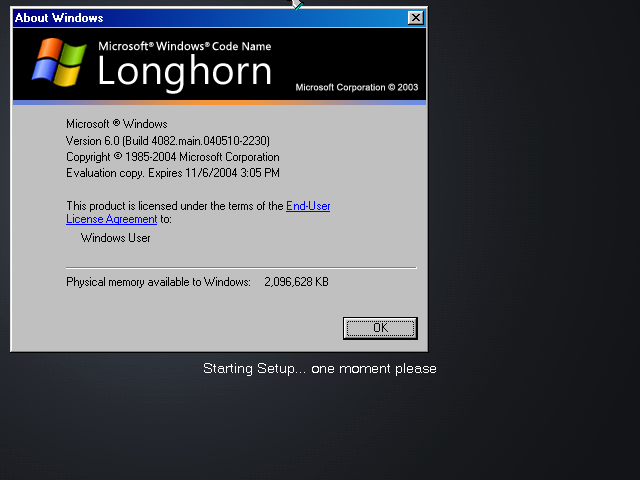 About Windows
Microsoft® Windows® Code Name
Longhorn
Microsoft Corporation © 2003
Microsoft ® Windows
Version 6.0 (Build 4082.main.040510-2230)
Copyright © 1985-2004 Microsoft Corporation
Evaluation copy. Expires 11/6/2004 3:05 PM
This product is licensed under the terms of the End-User
License Agreement to:
Windows User
Physical memory available to Windows: 2,096,628 KB
OK
Starting Setup... one moment please